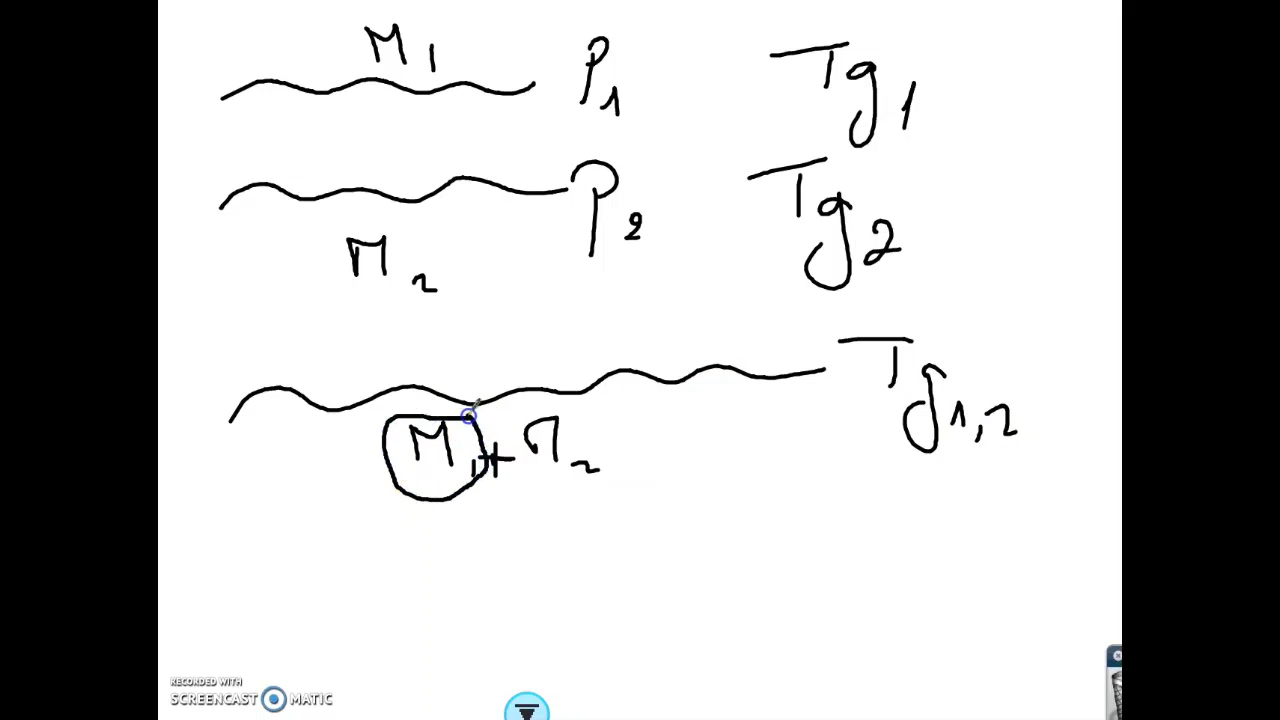 M1 P1 Tg1
P2 Tg2
M2
Tg1,2
M1 + M2
RECORDED WITH
SCREENCAST MATIC